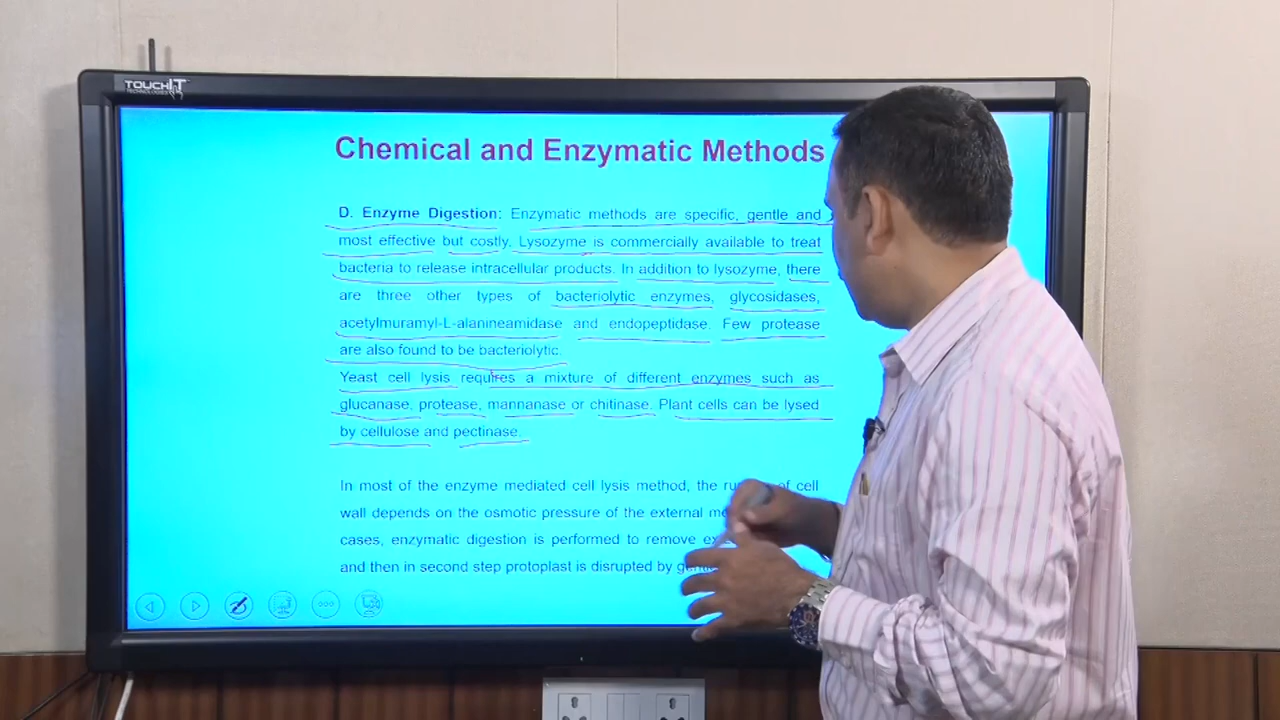 TOUCHIT
TECHNOLOGIES
Chemical and Enzymatic Methods
D. Enzyme Digestion: Enzymatic methods are specific, gentle and
most effective but costly. Lysozyme is commercially available to treat
bacteria to release intracellular products. In addition to lysozyme, there
are three other types of bacteriolytic enzymes, glycosidases,
acetylmuramyl-L-alanineamidase and endopeptidase. Few protease
are also found to be bacteriolytic.
Yeast cell lysis requires a mixture of different enzymes such as
glucanase, protease, mannanase or chitinase. Plant cells can be lysed
by cellulose and pectinase.
In most of the enzyme mediated cell lysis method, the of cell
wall depends on the osmotic pressure of the external
cases, enzymatic digestion is performed to remove
and then in second step protoplast is disrupted by